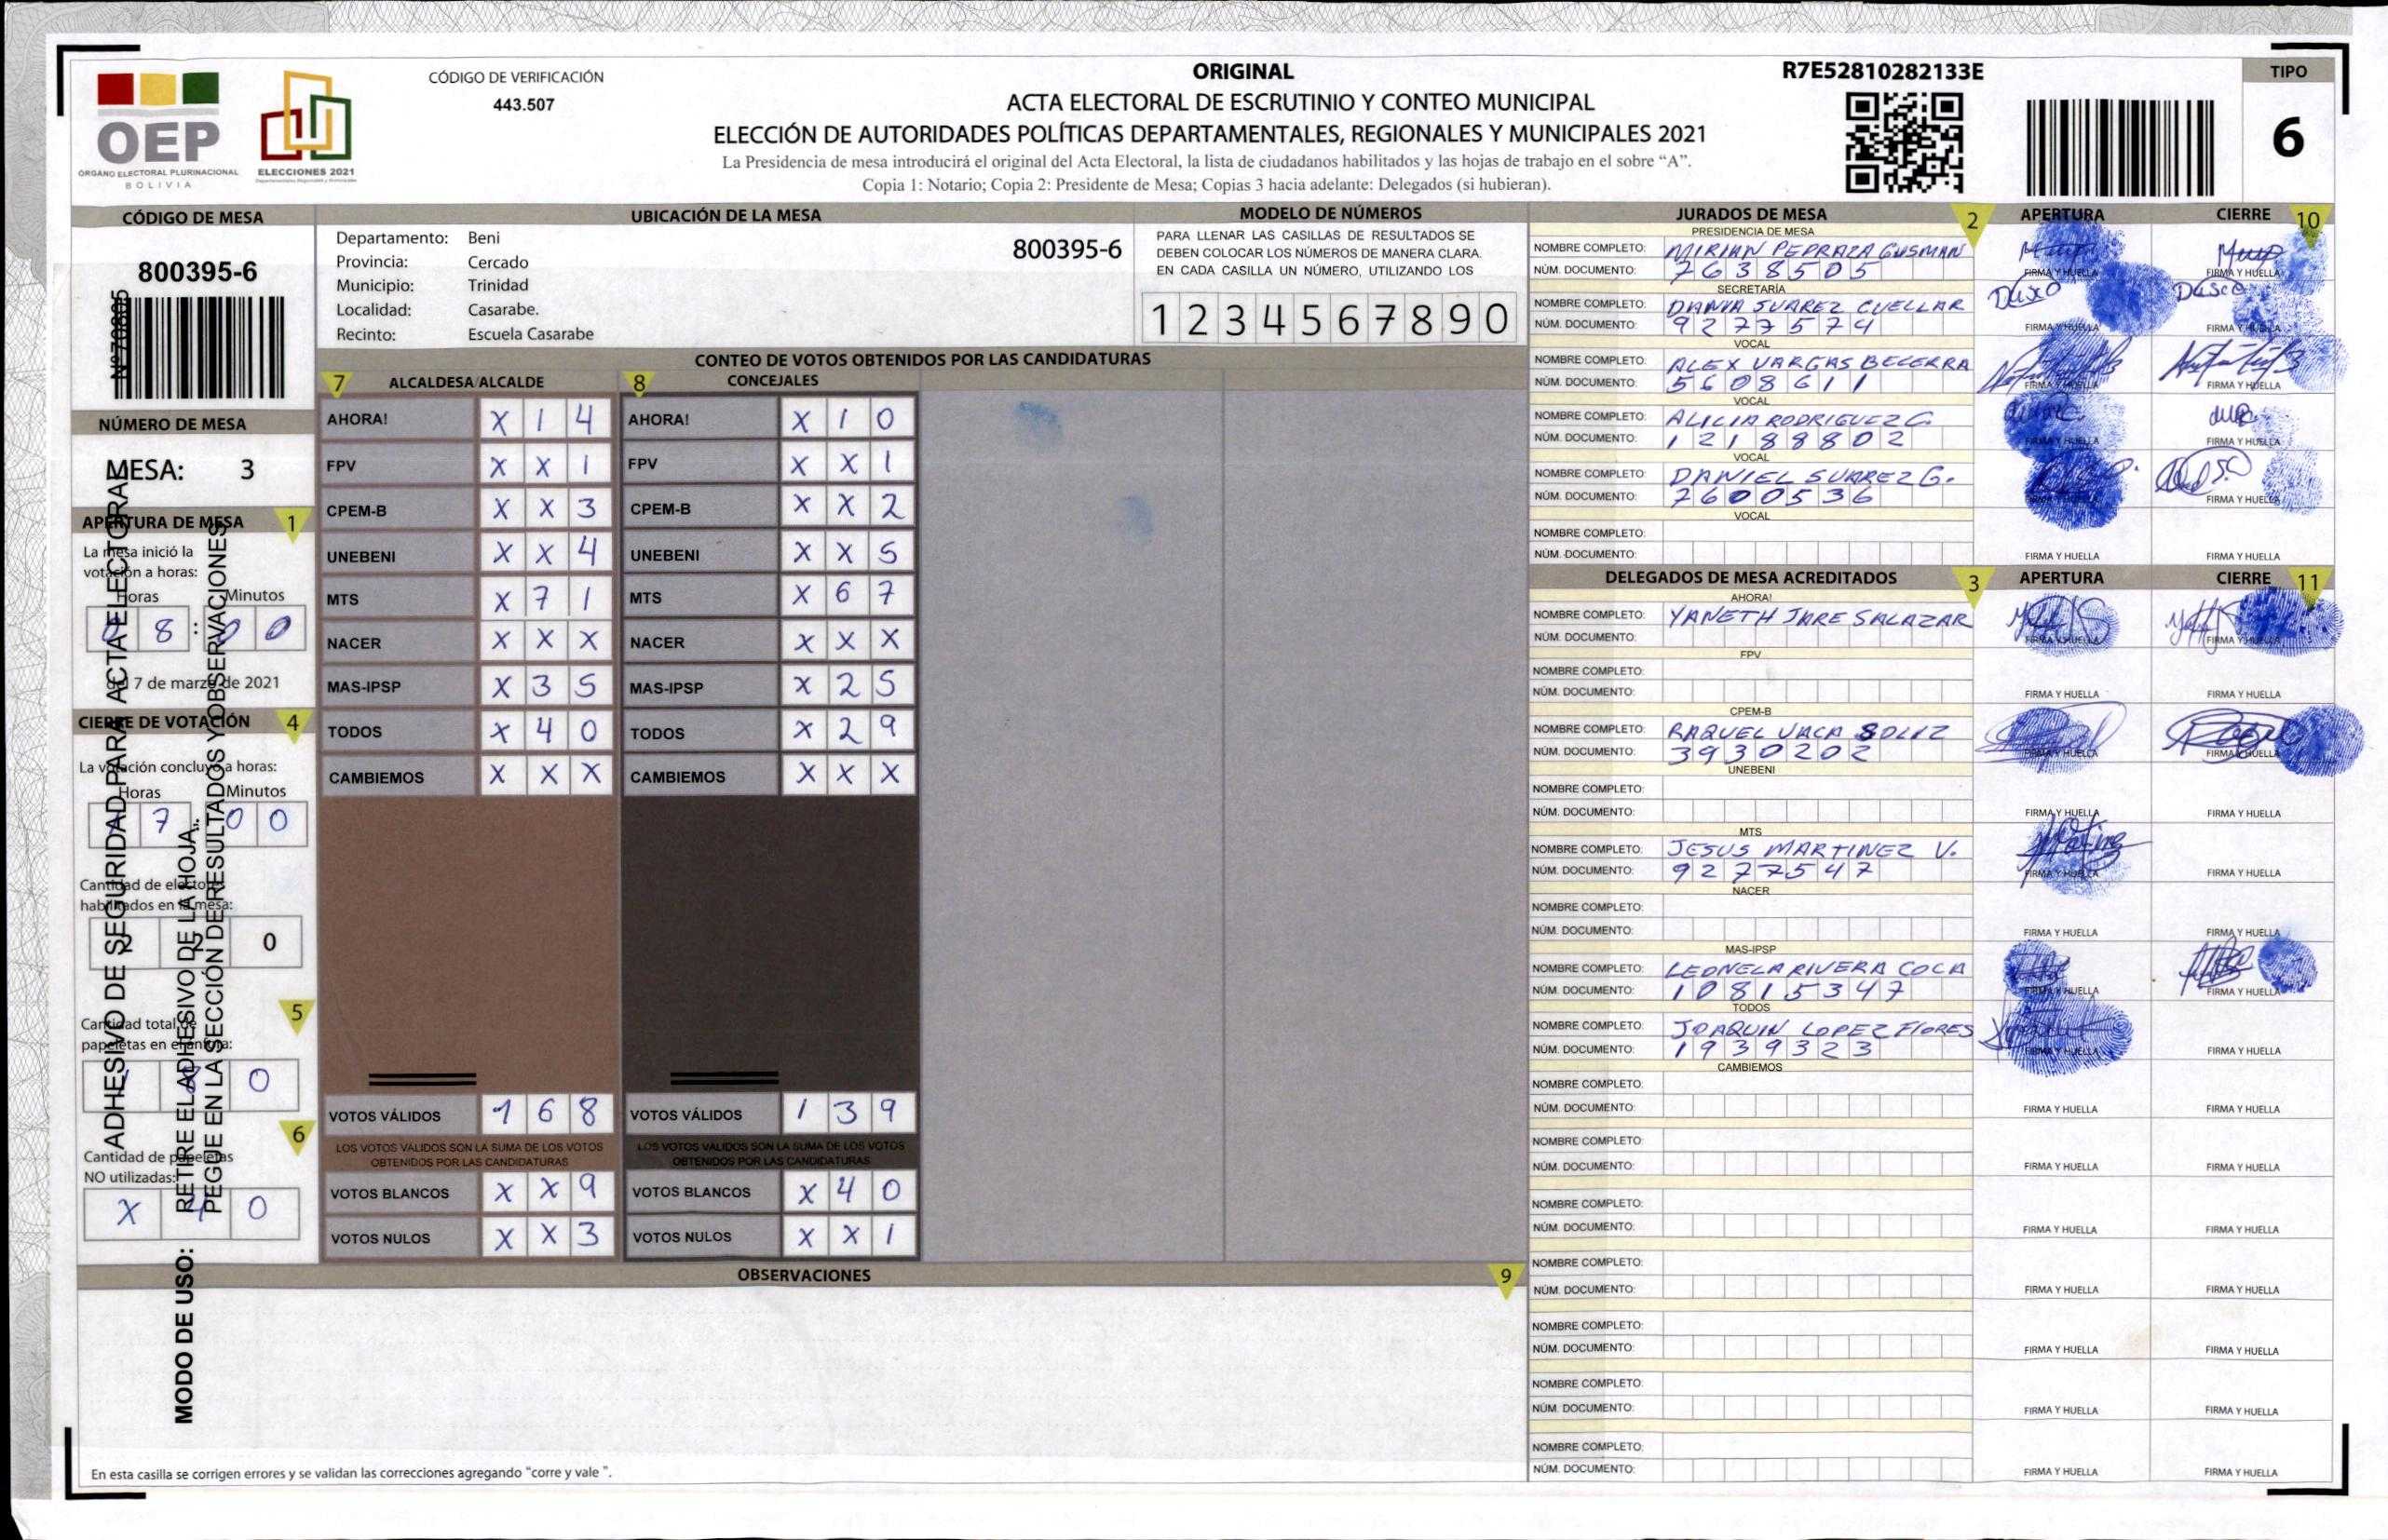 OEP
ÓRGANO ELECTORAL PLURINACIONAL
BOLIVIA
ELECCIONES 2021
CÓDIGO DE VERIFICACIÓN
443.507
ORIGINAL
ACTA ELECTORAL DE ESCRUTINIO Y CONTEO MUNICIPAL
ELECCIÓN DE AUTORIDADES POLÍTICAS DEPARTAMENTALES, REGIONALES Y MUNICIPALES 2021
La Presidencia de mesa introducirá el original del Acta Electoral, la lista de ciudadanos habilitados y las hojas de trabajo en el sobre “A”.
Copia 1: Notario; Copia 2: Presidente de Mesa; Copias 3 hacia adelante: Delegados (si hubieran).
R7E52810282133E
TIPO
6
CÓDIGO DE MESA
800395-6
Nº70805
NÚMERO DE MESA
MESA: 3
APERTURA DE MESA 1
La mesa inició la
votación a horas:
Horas Minutos
0 8 : 0 0
del 7 de marzo de 2021
CIERRE DE VOTACIÓN 4
La votación concluyó a horas:
Horas Minutos
1 7 0 0
Cantidad de electores
habilitados en la mesa:
2 2 0
5
Cantidad total de
papeletas en el ánfora:
1 8 0
6
Cantidad de papeletas
NO utilizadas:
X 4 0
ADHESIVO DE SEGURIDAD PARA ACTA ELECTORAL
MODO DE USO: RETIRE EL ADHESIVO DE LA HOJA..
PEGUE EN LA SECCIÓN DE RESULTADOS Y OBSERVACIONES
UBICACIÓN DE LA MESA
Departamento: Beni
Provincia: Cercado
Municipio: Trinidad
Localidad: Casarabe.
Recinto: Escuela Casarabe
800395-6
MODELO DE NÚMEROS
PARA LLENAR LAS CASILLAS DE RESULTADOS SE
DEBEN COLOCAR LOS NÚMEROS DE MANERA CLARA.
EN CADA CASILLA UN NÚMERO, UTILIZANDO LOS
1 2 3 4 5 6 7 8 9 0
CONTEO DE VOTOS OBTENIDOS POR LAS CANDIDATURAS
7 ALCALDESA/ALCALDE 8 CONCEJALES
AHORA! X 1 4 AHORA! X 1 0
FPV X X 1 FPV X X 1
CPEM-B X X 3 CPEM-B X X 2
UNEBENI X X 4 UNEBENI X X 5
MTS X 7 1 MTS X 6 7
NACER X X X NACER X X X
MAS-IPSP X 3 5 MAS-IPSP X 2 5
TODOS X 4 0 TODOS X 2 9
CAMBIEMOS X X X CAMBIEMOS X X X
VOTOS VÁLIDOS 1 6 8 VOTOS VÁLIDOS 1 3 9
LOS VOTOS VÁLIDOS SON LA SUMA DE LOS VOTOS LOS VOTOS VÁLIDOS SON LA SUMA DE LOS VOTOS
OBTENIDOS POR LAS CANDIDATURAS OBTENIDOS POR LAS CANDIDATURAS
VOTOS BLANCOS X X 9 VOTOS BLANCOS X 4 0
VOTOS NULOS X X 3 VOTOS NULOS X X 1
OBSERVACIONES 9
En esta casilla se corrigen errores y se validan las correcciones agregando “corre y vale ”.
JURADOS DE MESA 2 APERTURA CIERRE 10
PRESIDENCIA DE MESA
NOMBRE COMPLETO: MIRIAN PEDRAZA GUSMAN
NÚM. DOCUMENTO: 7638505 FIRMA Y HUELLA FIRMA Y HUELLA
SECRETARÍA
NOMBRE COMPLETO: DANIA SUAREZ CUELLAR
NÚM. DOCUMENTO: 9277574 FIRMA Y HUELLA FIRMA Y HUELLA
VOCAL
NOMBRE COMPLETO: ALEX VARGAS BECERRA
NÚM. DOCUMENTO: 5608611 FIRMA Y HUELLA FIRMA Y HUELLA
VOCAL
NOMBRE COMPLETO: ALICIA RODRIGUEZ G.
NÚM. DOCUMENTO: 12188802 FIRMA Y HUELLA FIRMA Y HUELLA
VOCAL
NOMBRE COMPLETO: DANIEL SUAREZ G.
NÚM. DOCUMENTO: 7600536 FIRMA Y HUELLA FIRMA Y HUELLA
VOCAL
NOMBRE COMPLETO:
NÚM. DOCUMENTO: FIRMA Y HUELLA FIRMA Y HUELLA
DELEGADOS DE MESA ACREDITADOS 3 APERTURA CIERRE 11
AHORA!
NOMBRE COMPLETO: YANETH JARE SALAZAR
NÚM. DOCUMENTO: FIRMA Y HUELLA FIRMA Y HUELLA
FPV
NOMBRE COMPLETO:
NÚM. DOCUMENTO: FIRMA Y HUELLA FIRMA Y HUELLA
CPEM-B
NOMBRE COMPLETO: RAQUEL VACA SOLIZ
NÚM. DOCUMENTO: 3930202 FIRMA Y HUELLA FIRMA Y HUELLA
UNEBENI
NOMBRE COMPLETO:
NÚM. DOCUMENTO: FIRMA Y HUELLA FIRMA Y HUELLA
MTS
NOMBRE COMPLETO: JESUS MARTINEZ V.
NÚM. DOCUMENTO: 9277547 FIRMA Y HUELLA FIRMA Y HUELLA
NACER
NOMBRE COMPLETO:
NÚM. DOCUMENTO: FIRMA Y HUELLA FIRMA Y HUELLA
MAS-IPSP
NOMBRE COMPLETO: LEONELA RIVERA COCA
NÚM. DOCUMENTO: 10815347 FIRMA Y HUELLA FIRMA Y HUELLA
TODOS
NOMBRE COMPLETO: JOAQUIN LOPEZ FLORES
NÚM. DOCUMENTO: 1939323 FIRMA Y HUELLA FIRMA Y HUELLA
CAMBIEMOS
NOMBRE COMPLETO:
NÚM. DOCUMENTO: FIRMA Y HUELLA FIRMA Y HUELLA
NOMBRE COMPLETO:
NÚM. DOCUMENTO: FIRMA Y HUELLA FIRMA Y HUELLA
NOMBRE COMPLETO:
NÚM. DOCUMENTO: FIRMA Y HUELLA FIRMA Y HUELLA
NOMBRE COMPLETO:
NÚM. DOCUMENTO: FIRMA Y HUELLA FIRMA Y HUELLA
NOMBRE COMPLETO:
NÚM. DOCUMENTO: FIRMA Y HUELLA FIRMA Y HUELLA
NOMBRE COMPLETO:
NÚM. DOCUMENTO: FIRMA Y HUELLA FIRMA Y HUELLA
NOMBRE COMPLETO:
NÚM. DOCUMENTO: FIRMA Y HUELLA FIRMA Y HUELLA